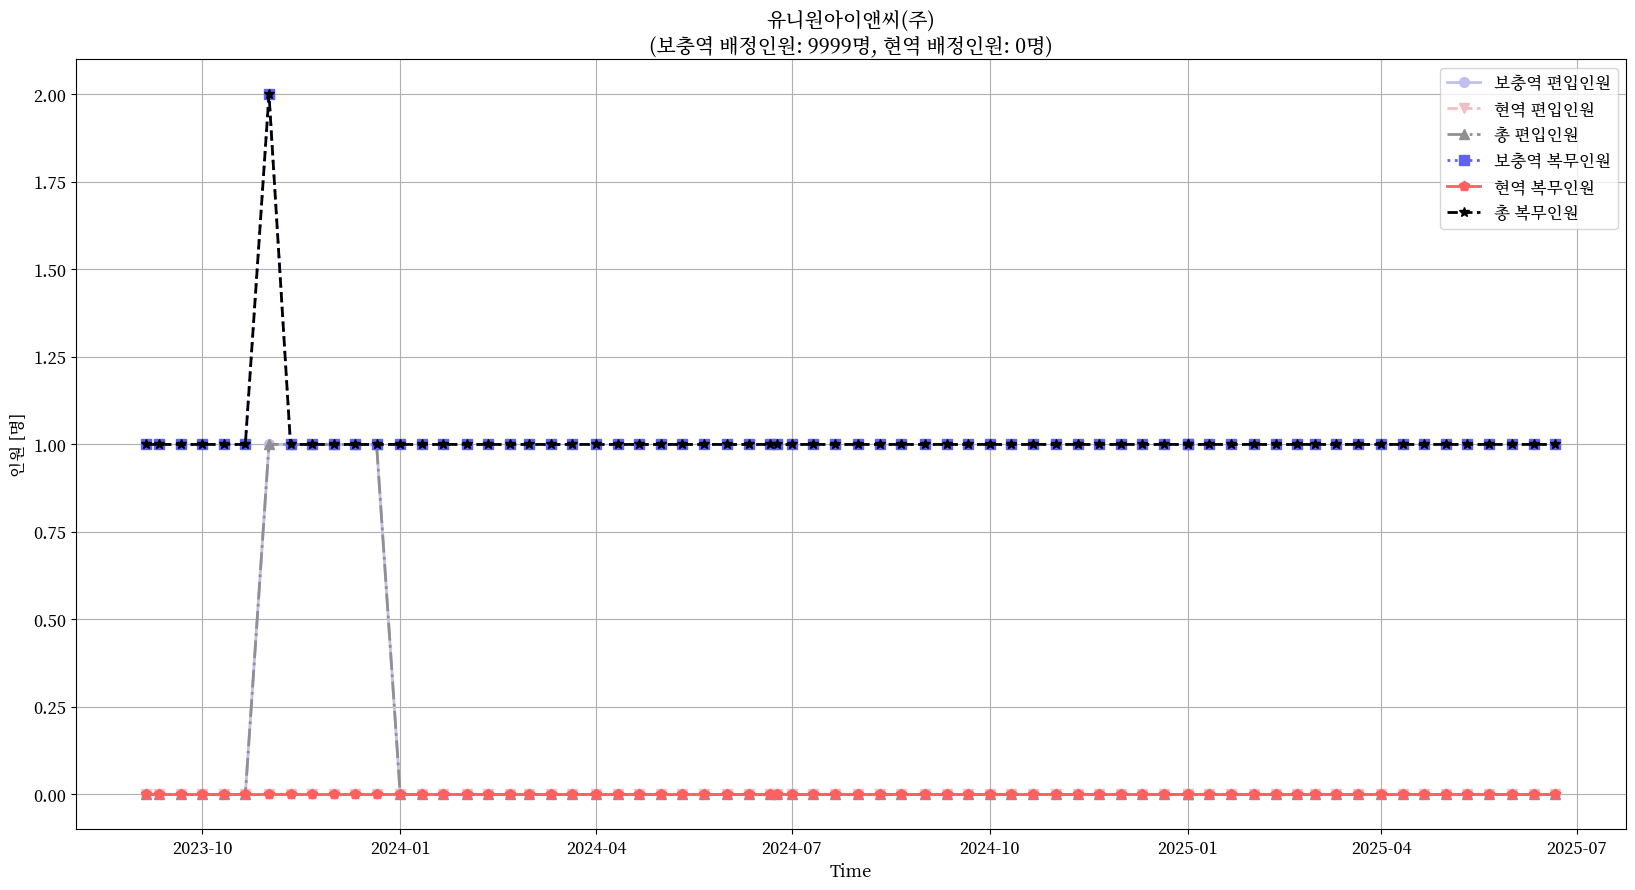 유니원아이앤씨(주)
(보충역 배정인원: 9999명, 현역 배정인원: 0명)
보충역 편입인원
현역 편입인원
총 편입인원
보충역 복무인원
현역 복무인원
총 복무인원
인원 [명]
2.00
1.75
1.50
1.25
1.00
0.75
0.50
0.25
0.00
2023-10
2024-01
2024-04
2024-07
2024-10
2025-01
2025-04
2025-07
Time